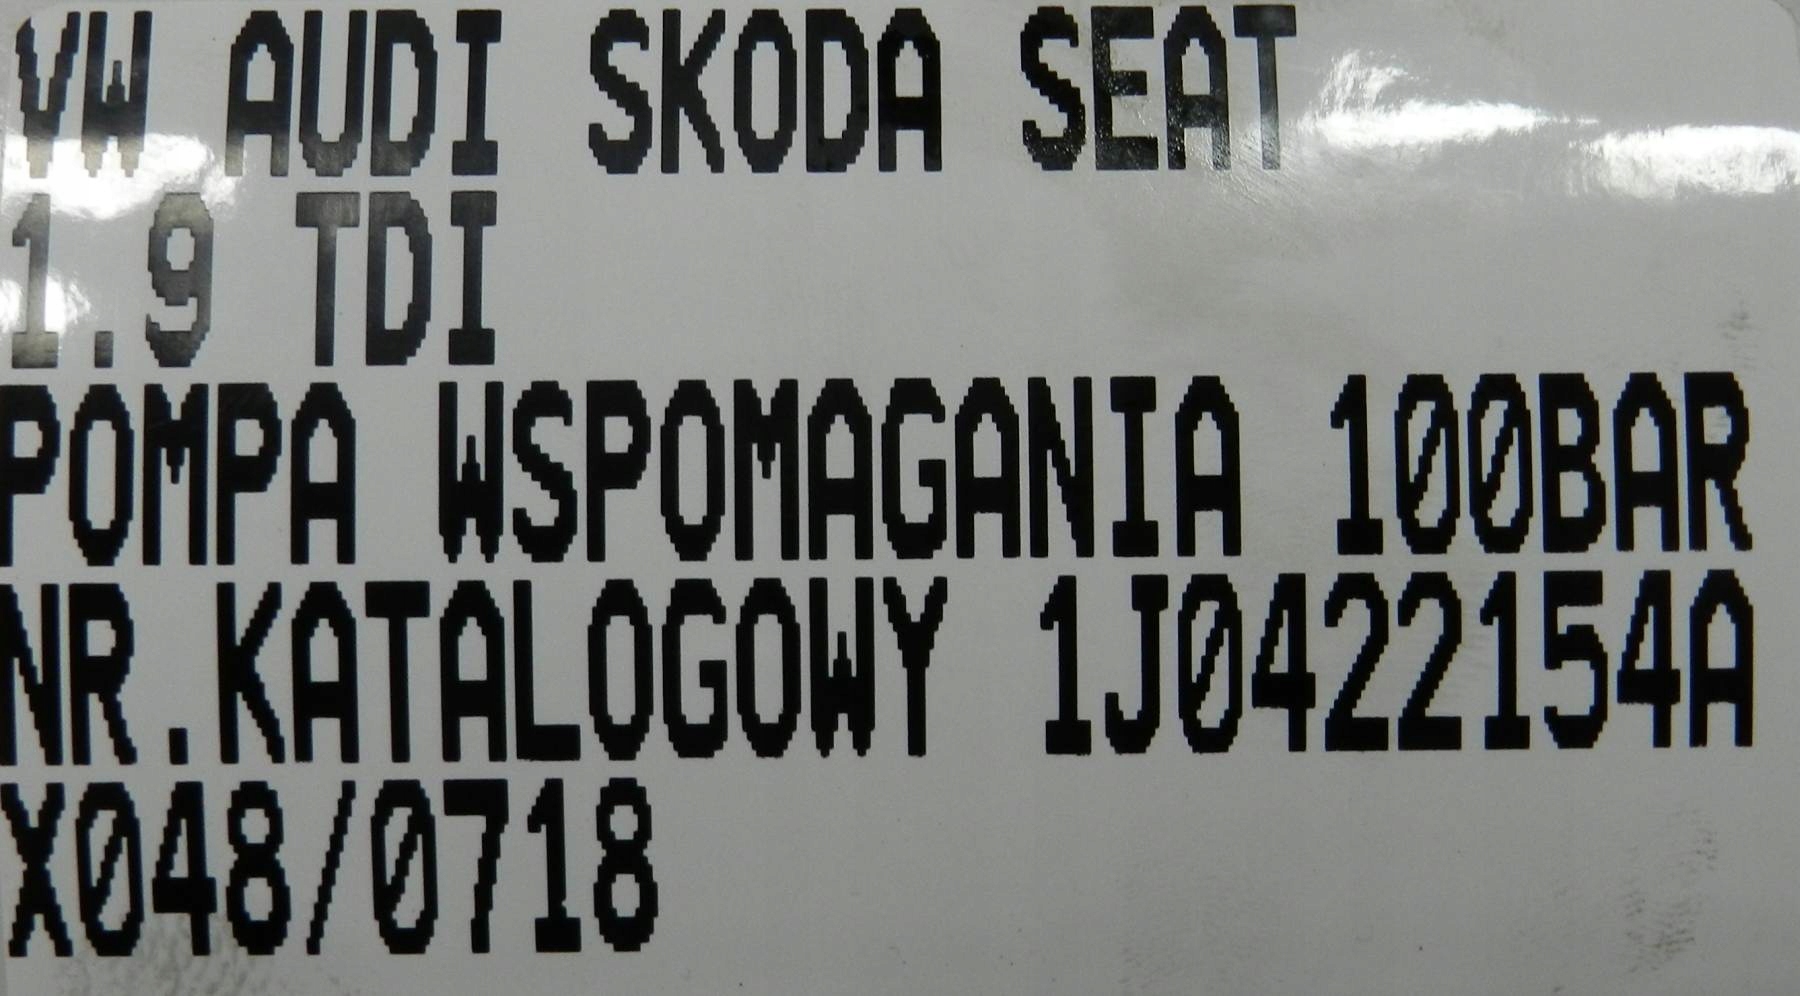 VW AUDI SKODA SEAT
1.9 TDI
POMPA WSPOMAGANIA 100BAR
NR.KATALOGOWY 1J0422154A
X048/0718